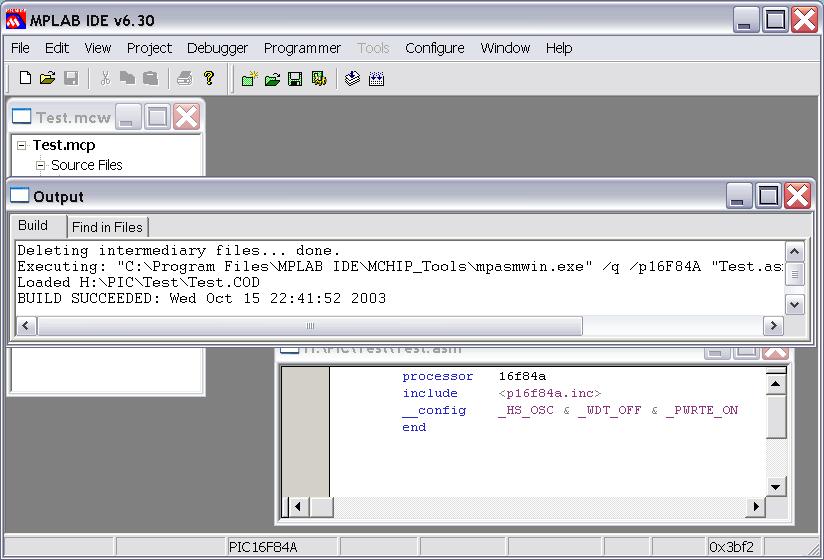 MPLAB IDE v6.30
File Edit View Project Debugger Programmer Tools Configure Window Help
Test.mcw
Test.mcp
Source Files
Output
Build Find in Files
Deleting intermediary files... done.
Executing: "C:\Program Files\MPLAB IDE\MCHIP_Tools\mpasmwin.exe" /q /p16F84A "Test.asm
Loaded H:\PIC\Test\Test.COD
BUILD SUCCEEDED: Wed Oct 15 22:41:52 2003
H:\PIC\Test\Test.asm
processor 16f84a
include <p16f84a.inc>
__config _HS_OSC & _WDT_OFF & _PWRTE_ON
end
PIC16F84A 0x3bf2